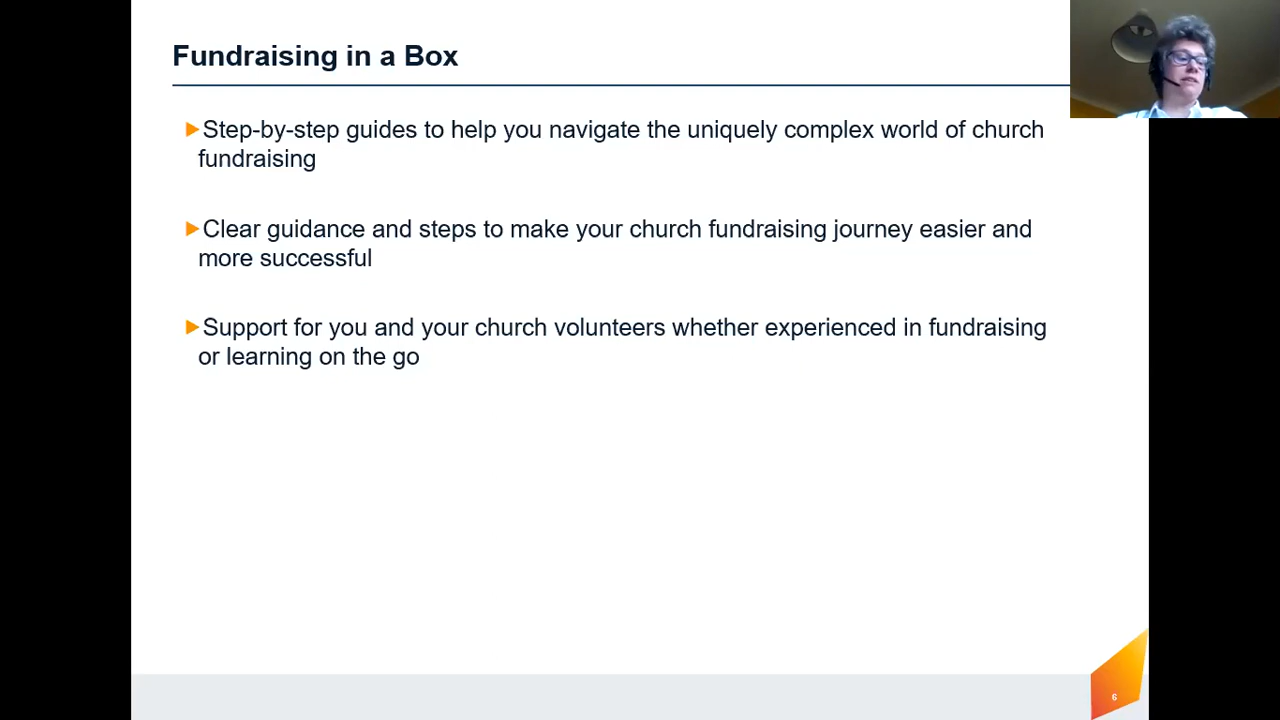 Fundraising in a Box
Step-by-step guides to help you navigate the uniquely complex world of church
fundraising
Clear guidance and steps to make your church fundraising journey easier and
more successful
Support for you and your church volunteers whether experienced in fundraising
or learning on the go
6